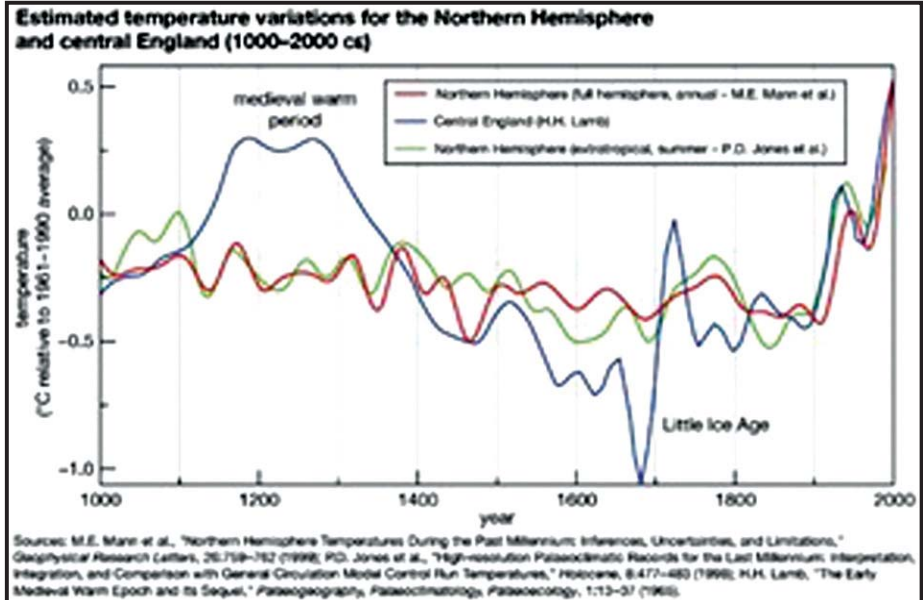 Estimated temperature variations for the Northern Hemisphere
and central England (1000–2000 CE)
0.5
0.0
−0.5
−1.0
temperature
(°C relative to 1961–1990 average)
medieval warm
period
Northern Hemisphere (full hemisphere, annual – M.E. Mann et al.)
Central England (H.H. Lamb)
Northern Hemisphere (extratropical, summer – P.D. Jones et al.)
Little Ice Age
1000 1200 1400 1600 1800 2000
year
Sources: M.E. Mann et al., "Northern Hemisphere Temperatures During the Past Millennium: Inferences, Uncertainties, and Limitations,"
Geophysical Research Letters, 26:759–762 (1999); P.D. Jones et al., "High-resolution Palaeoclimatic Records for the Last Millennium: Interpretation,
Integration, and Comparison with General Circulation Model Control Run Temperatures," Holocene, 8:477–483 (1998); H.H. Lamb, "The Early
Medieval Warm Epoch and Its Sequel," Palaeogeography, Palaeoclimatology, Palaeoecology, 1:13–37 (1965).